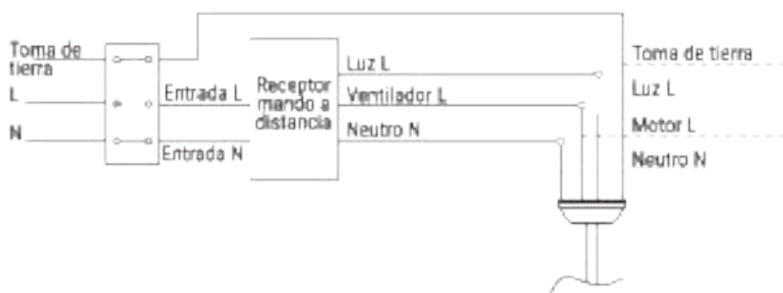 Toma de
tierra
L
N
Entrada L
Entrada N
Receptor
mando a
distancia
Luz L
Ventilador L
Neutro N
Toma de tierra
Luz L
Motor L
Neutro N